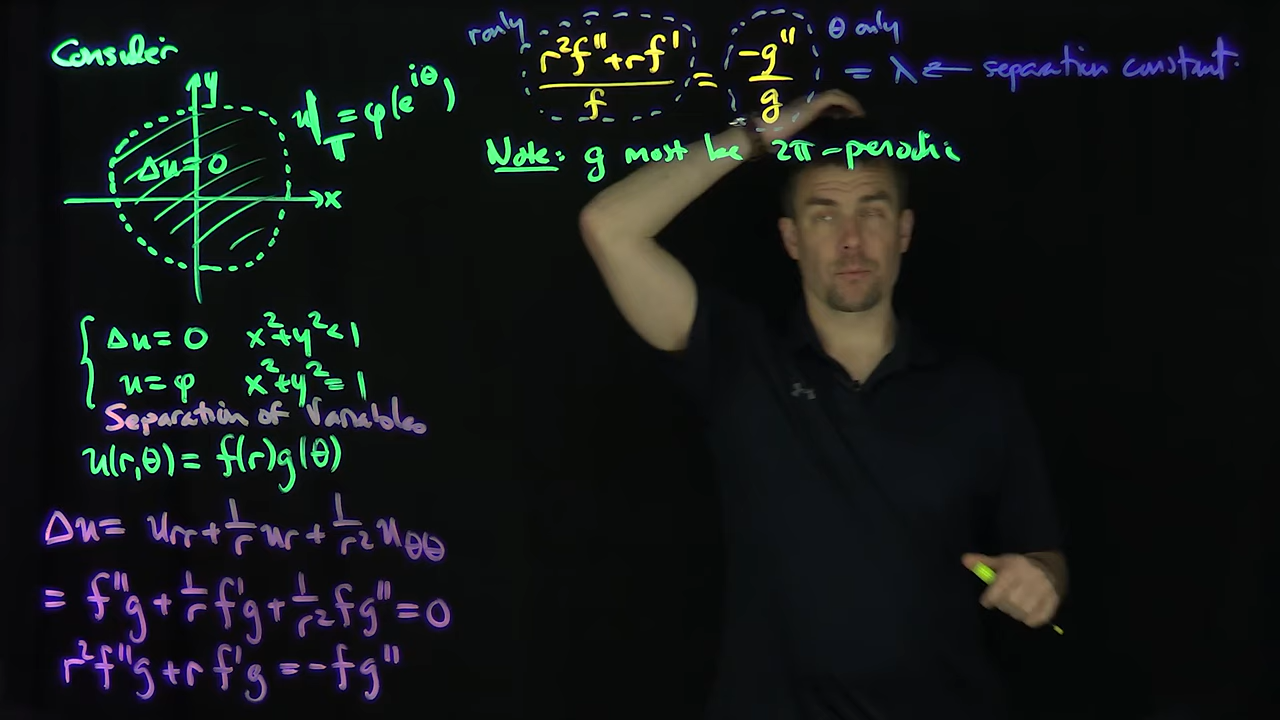 Consider
y
u|_𝕋 = φ(e^{iθ})
Δu = 0
x
{ Δu = 0 x²+y²<1
u = φ x²+y²=1
Separation of Variables
u(r,θ) = f(r)g(θ)
Δu = u_rr + 1/r u_r + 1/r² u_θθ
= f''g + 1/r f'g + 1/r² fg'' = 0
r²f''g + r f'g = -fg''
r only (r²f''+rf')/f = -g''/g θ only = λ ← separation constant.
Note: g must be 2π-periodic